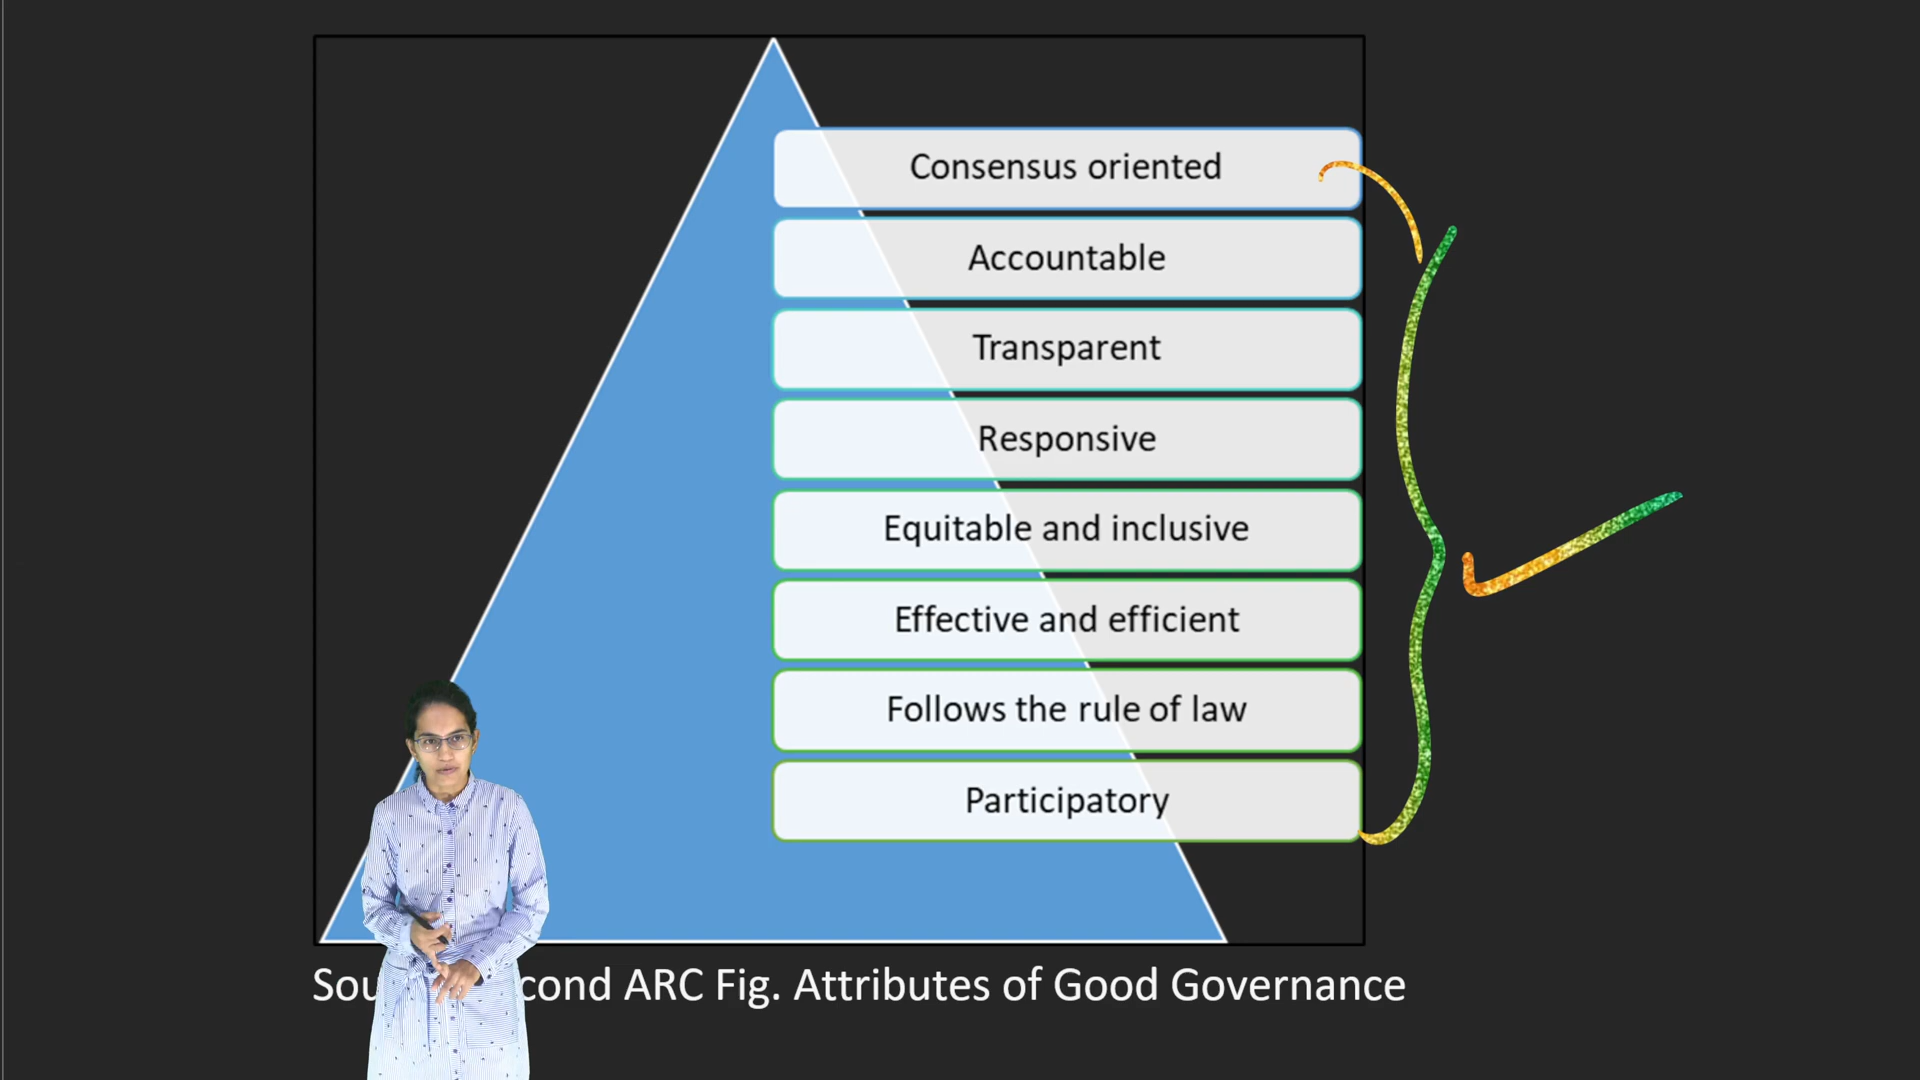 Consensus oriented
Accountable
Transparent
Responsive
Equitable and inclusive
Effective and efficient
Follows the rule of law
Participatory
ARC Fig. Attributes of Good Governance